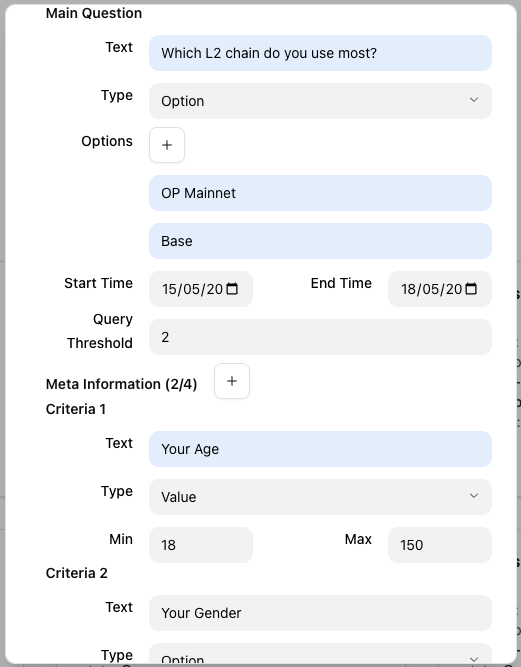 Main Question
Text Which L2 chain do you use most?
Type Option
Options +
OP Mainnet
Base
Start Time 15/05/20 End Time 18/05/20
Query
Threshold 2
Meta Information (2/4) +
Criteria 1
Text Your Age
Type Value
Min 18 Max 150
Criteria 2
Text Your Gender
Type Option